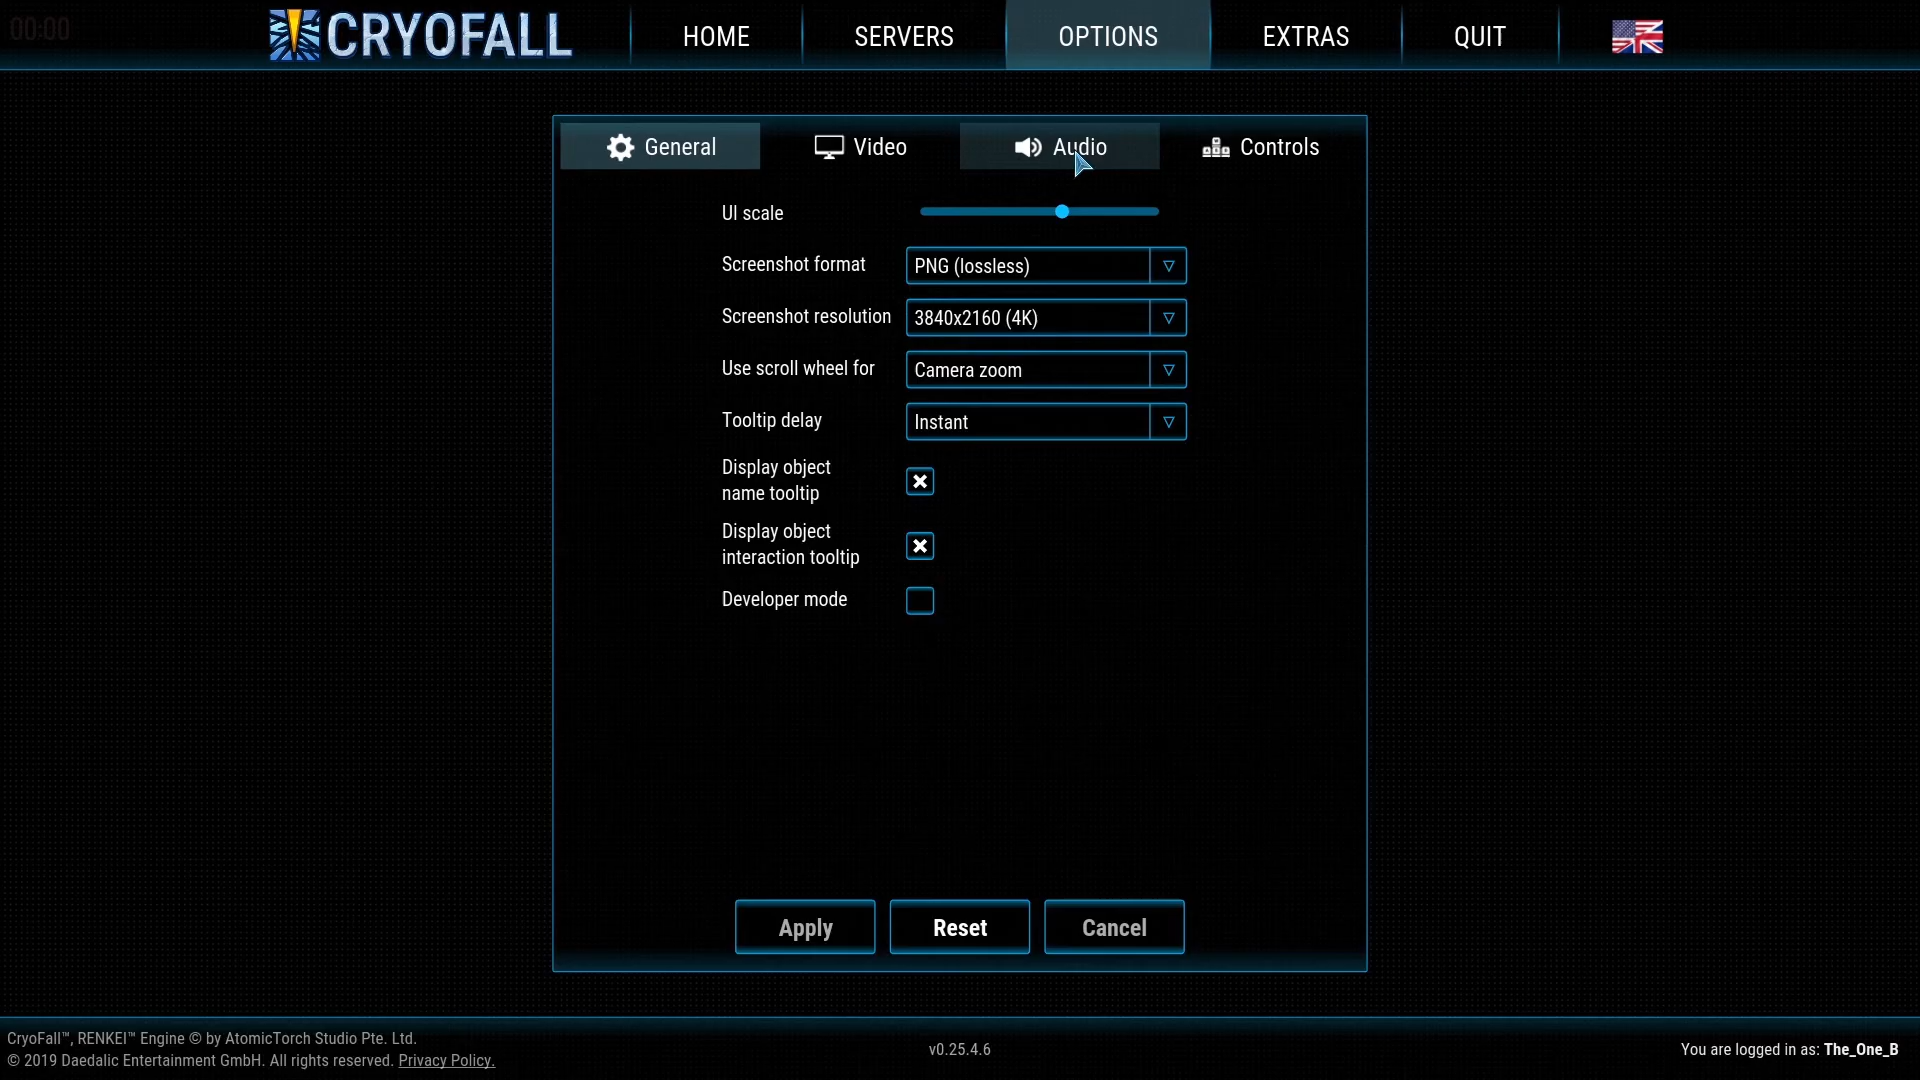 00:00
CRYOFALL
HOME
SERVERS
OPTIONS
EXTRAS
QUIT
General
Video
Audio
Controls
UI scale
Screenshot format
PNG (lossless)
Screenshot resolution
3840x2160 (4K)
Use scroll wheel for
Camera zoom
Tooltip delay
Instant
Display object
name tooltip
Display object
interaction tooltip
Developer mode
Apply
Reset
Cancel
CryoFall™, RENKEI™ Engine © by AtomicTorch Studio Pte. Ltd.
© 2019 Daedalic Entertainment GmbH. All rights reserved. Privacy Policy.
v0.25.4.6
You are logged in as: The_One_B